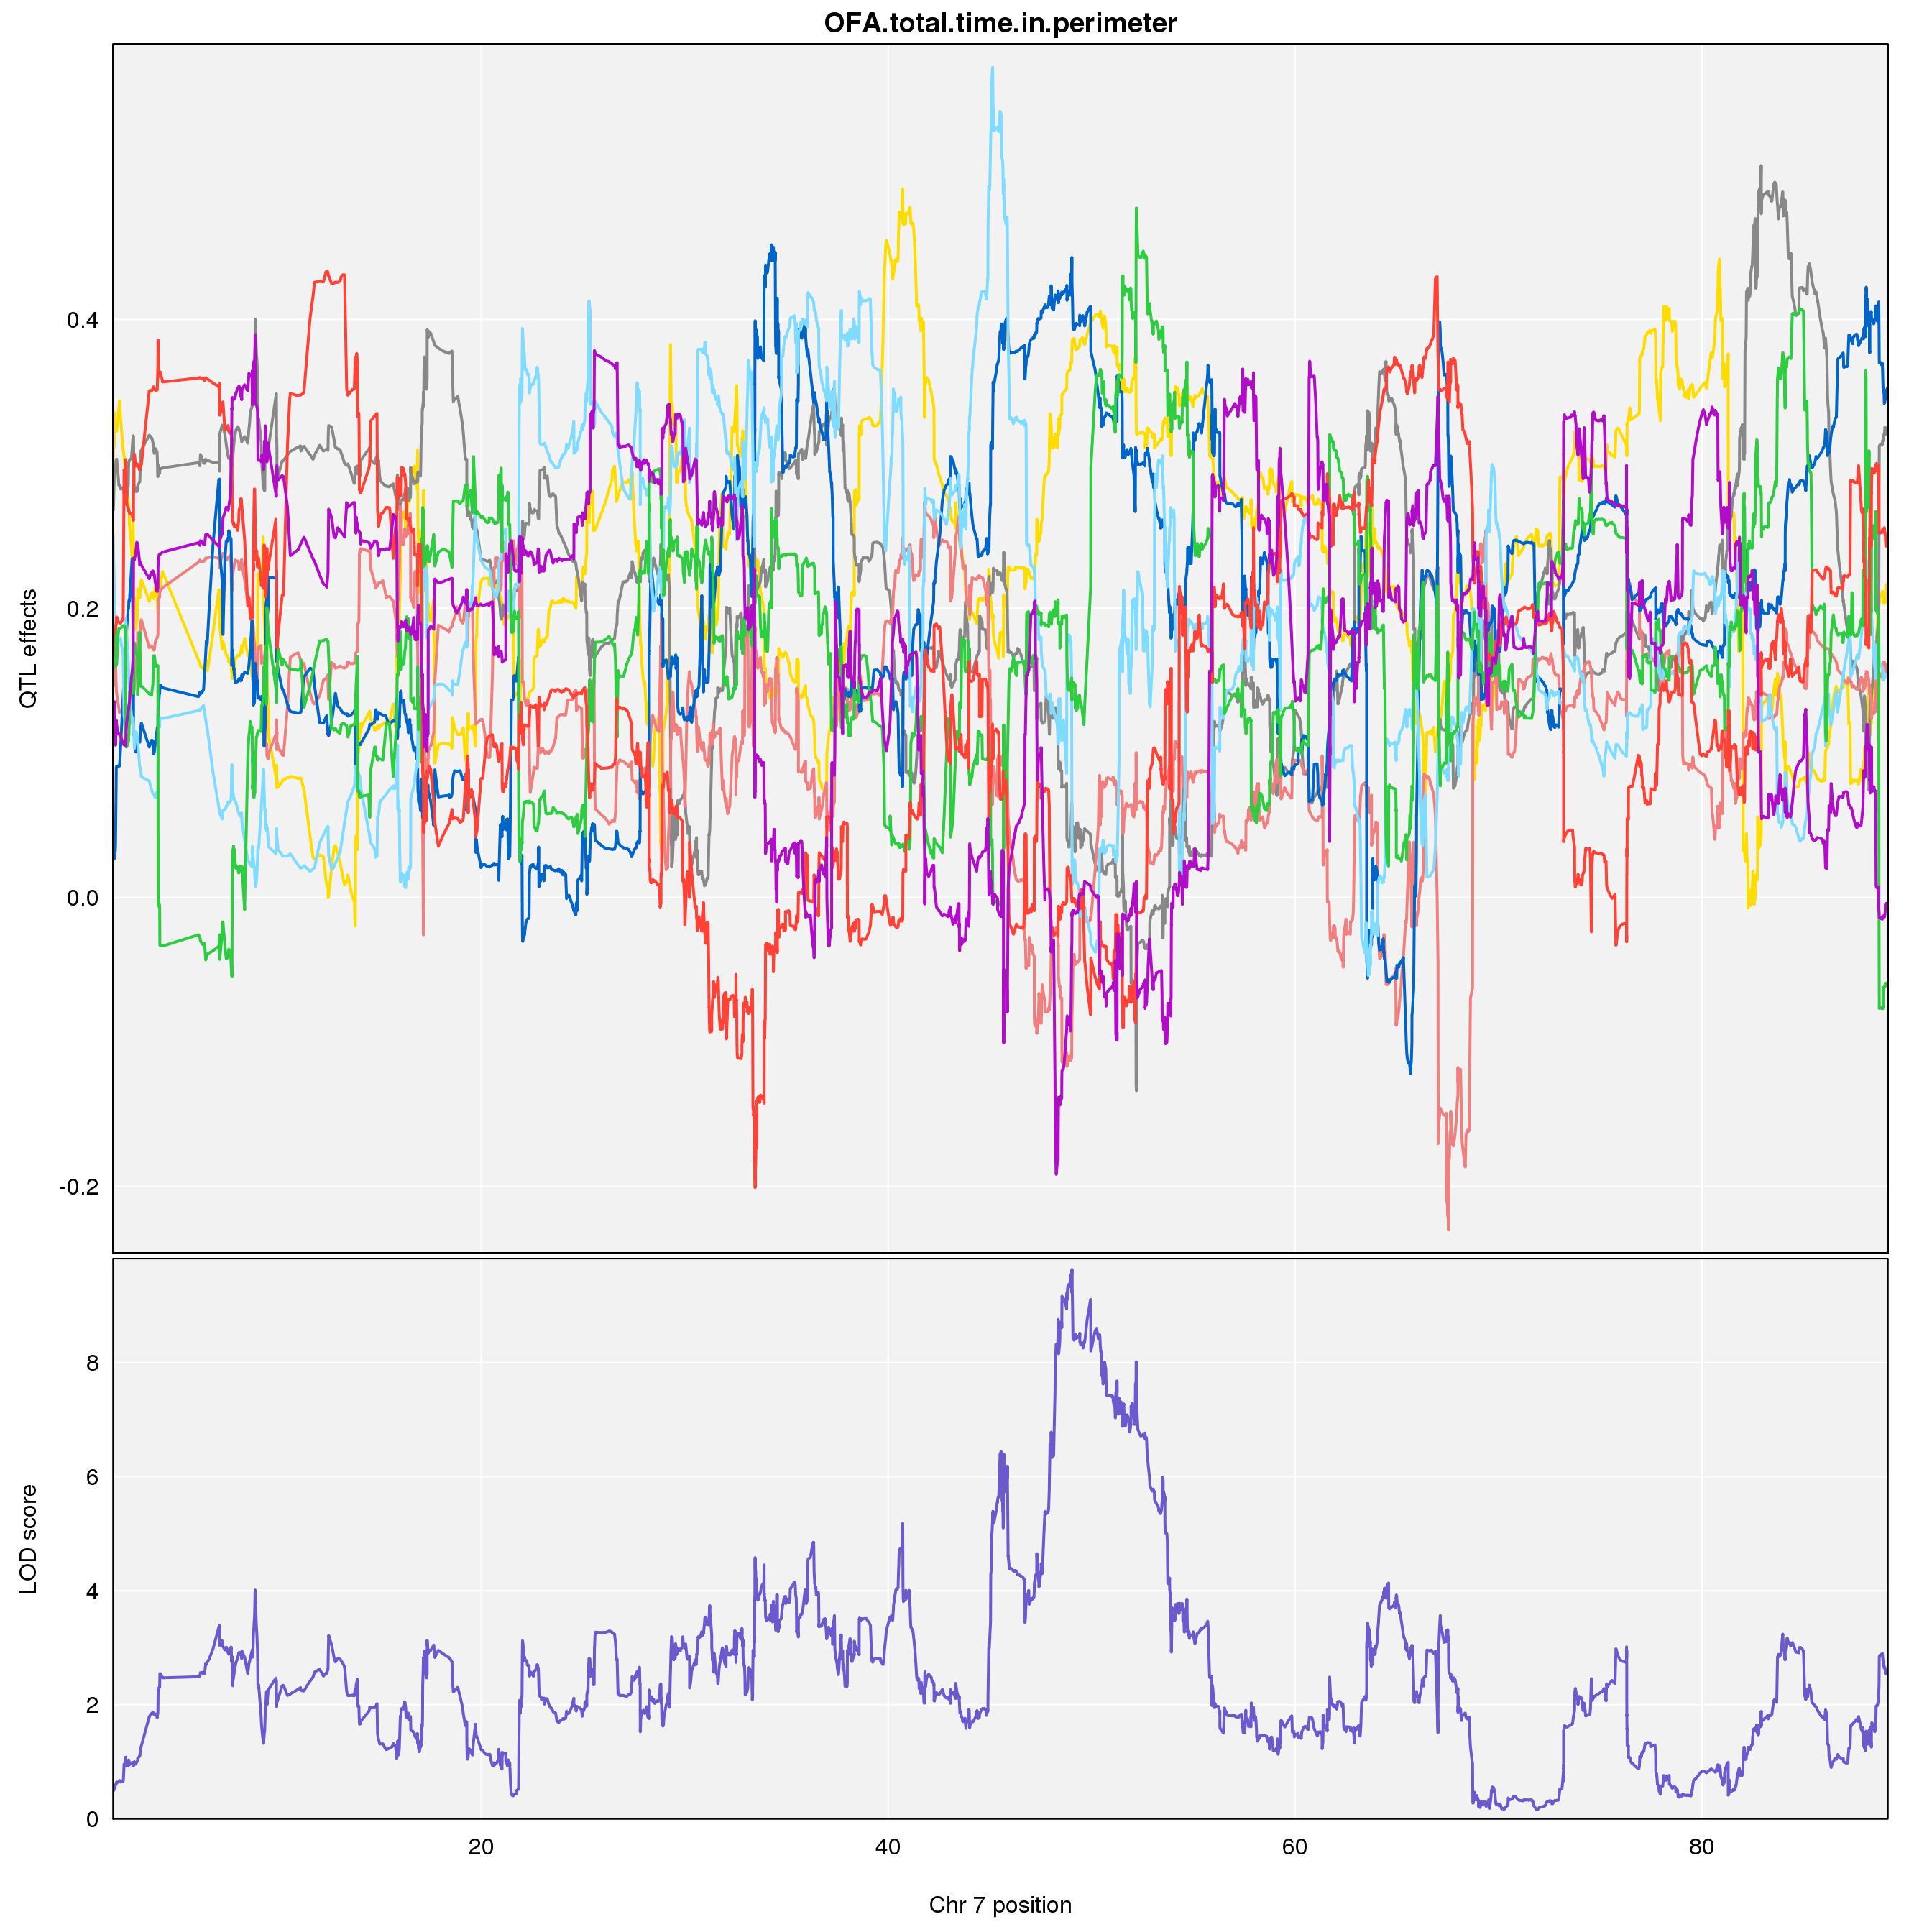 OFA.total.time.in.perimeter
QTL effects
0.4
0.2
0.0
-0.2
LOD score
8
6
4
2
0
20 40 60 80
Chr 7 position